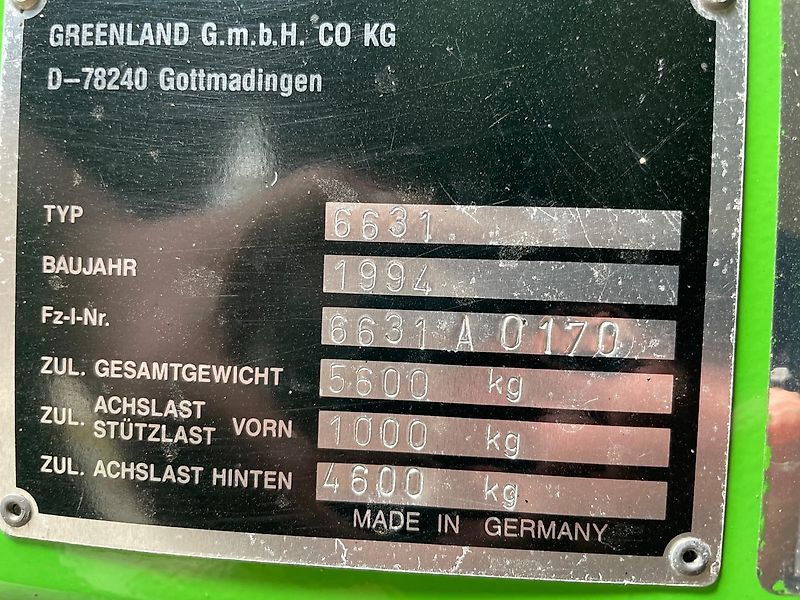 GREENLAND G.m.b.H. CO KG
D-78240 Gottmadingen
TYP 6631
BAUJAHR 1994
Fz-I-Nr. 6631 A 0170
ZUL. GESAMTGEWICHT 5600 kg
ZUL. ACHSLAST
STÜTZLAST VORN 1000 kg
ZUL. ACHSLAST HINTEN 4600 kg
MADE IN GERMANY